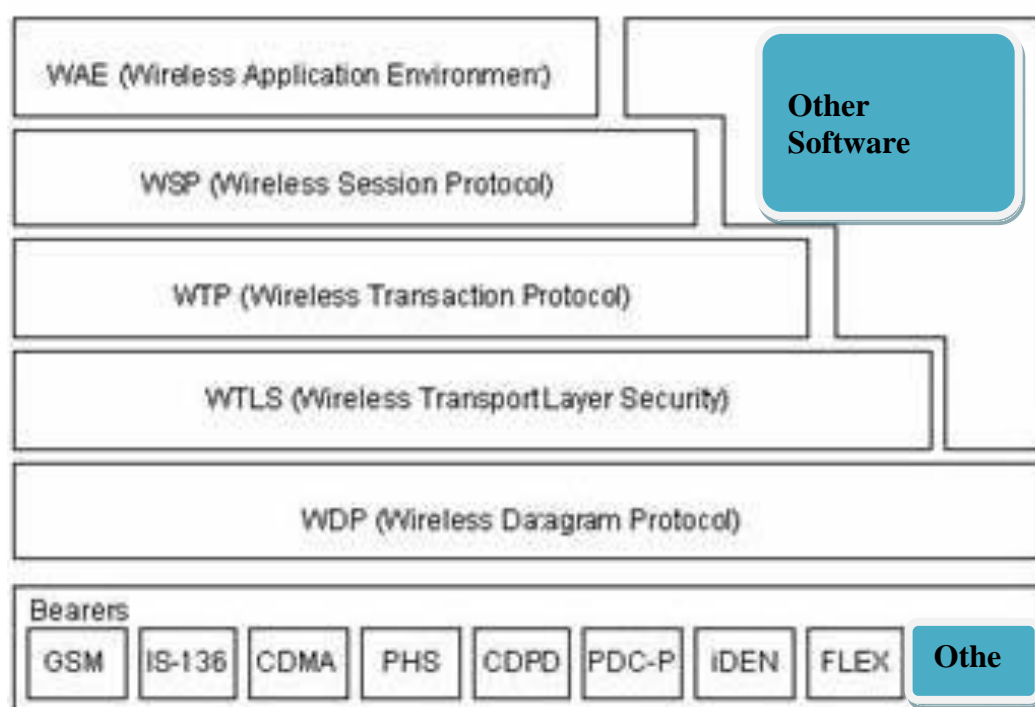 WAE (Wireless Application Environment)
Other
Software
WSP (Wireless Session Protocol)
WTP (Wireless Transaction Protocol)
WTLS (Wireless Transport Layer Security)
WDP (Wireless Datagram Protocol)
Bearers
GSM IS-136 CDMA PHS CDPD PDC-P iDEN FLEX Othe